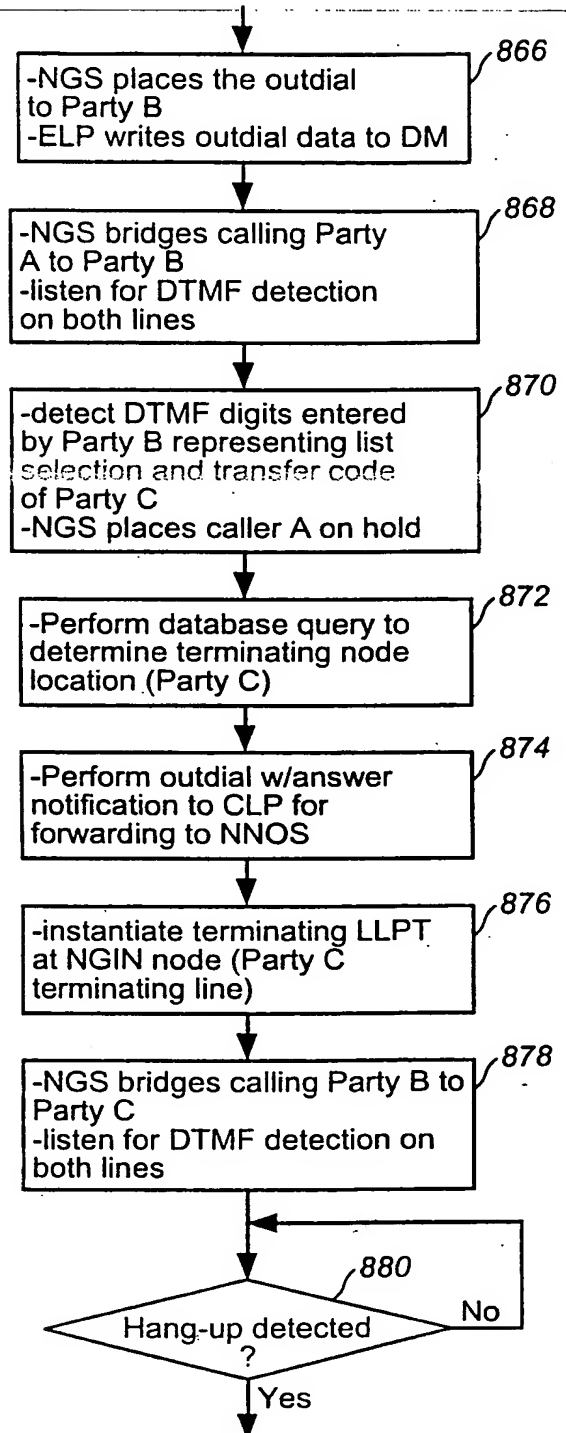 866
-NGS places the outdial
to Party B
-ELP writes outdial data to DM
868
-NGS bridges calling Party
A to Party B
-listen for DTMF detection
on both lines
870
-detect DTMF digits entered
by Party B representing list
selection and transfer code
of Party C
-NGS places caller A on hold
872
-Perform database query to
determine terminating node
location (Party C)
874
-Perform outdial w/answer
notification to CLP for
forwarding to NNOS
876
-instantiate terminating LLPT
at NGIN node (Party C
terminating line)
878
-NGS bridges calling Party B to
Party C
-listen for DTMF detection on
both lines
880
Hang-up detected
?
No
Yes